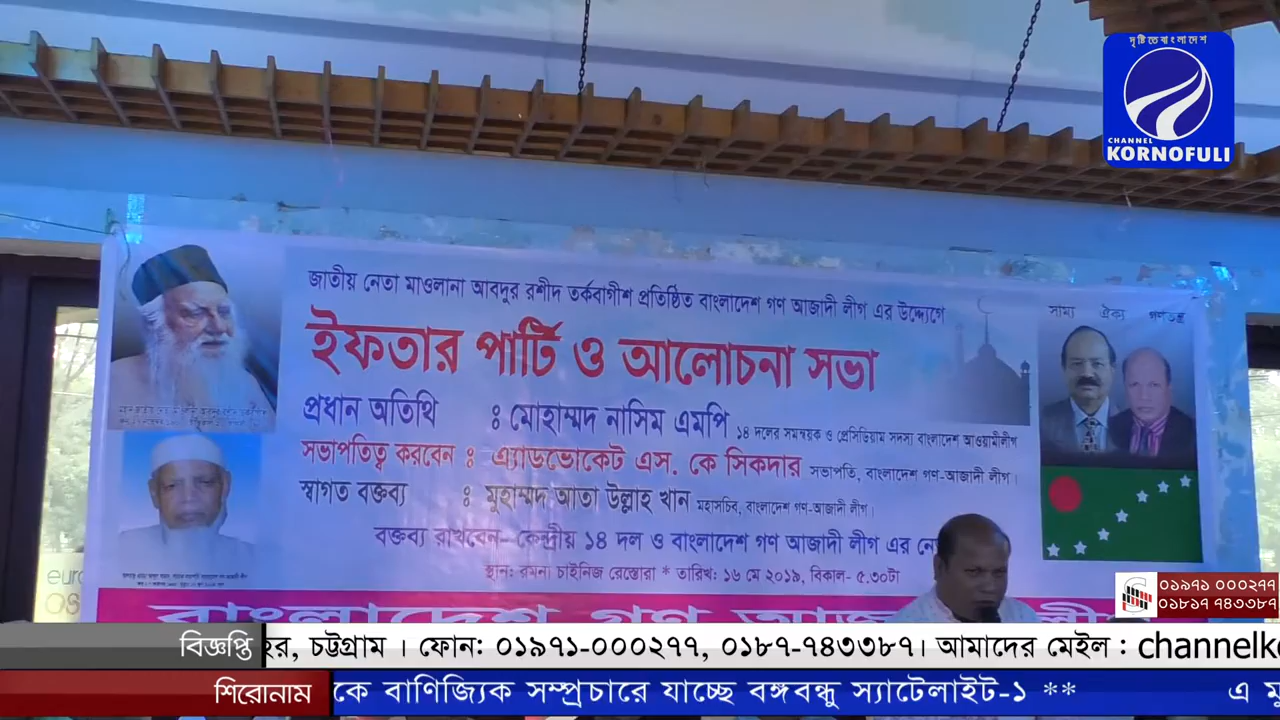 সৃষ্টিতে বাংলাদেশ
CHANNEL
KORNOFULI
জাতীয় নেতা মাওলানা আবদুর রশীদ তর্কবাগীশ প্রতিষ্ঠিত বাংলাদেশ গণ আজাদী লীগ এর উদ্দ্যেগে
সাম্য ঐক্য গণতন্ত্র
ইফতার পার্টি ও আলোচনা সভা
প্রধান অতিথি ঃ মোহাম্মদ নাসিম এমপি ১৪ দলের সমন্বয়ক ও প্রেসিডিয়াম সদস্য বাংলাদেশ আওয়ামীলীগ
সভাপতিত্ব করবেন ঃ এ্যাডভোকেট এস. কে সিকদার সভাপতি, বাংলাদেশ গণ-আজাদী লীগ।
স্বাগত বক্তব্য ঃ মুহাম্মদ আতা উল্লাহ খান মহাসচিব, বাংলাদেশ গণ-আজাদী লীগ।
বক্তব্য রাখবেন- কেন্দ্রীয় ১৪ দল ও বাংলাদেশ গণ আজাদী লীগ এর
স্থান: রমনা চাইনিজ রেস্তোরা * তারিখ: ১৬ মে ২০১৯, বিকাল- ৫.৩০টা
বাংলাদেশ গণ
০১৯৭১ ০০০২৭৭
০১৮১৭ ৭৪৩৩৮৭
বিজ্ঞপ্তি হর, চট্টগ্রাম । ফোন: ০১৯৭১-০০০২৭৭, ০১৮৭-৭৪৩৩৮৭। আমাদের মেইল : channelk
শিরোনাম কে বাণিজ্যিক সম্প্রচারে যাচ্ছে বঙ্গবন্ধু স্যাটেলাইট-১ ** এ মু